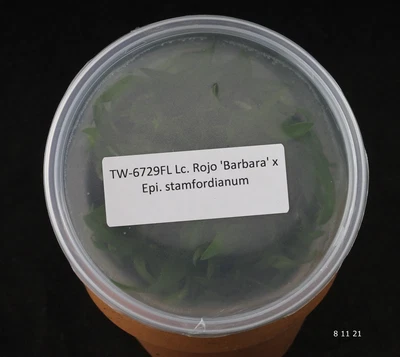 TW-6729FL Lc. Rojo 'Barbara' x
Epi. stamfordianum
8 11 21